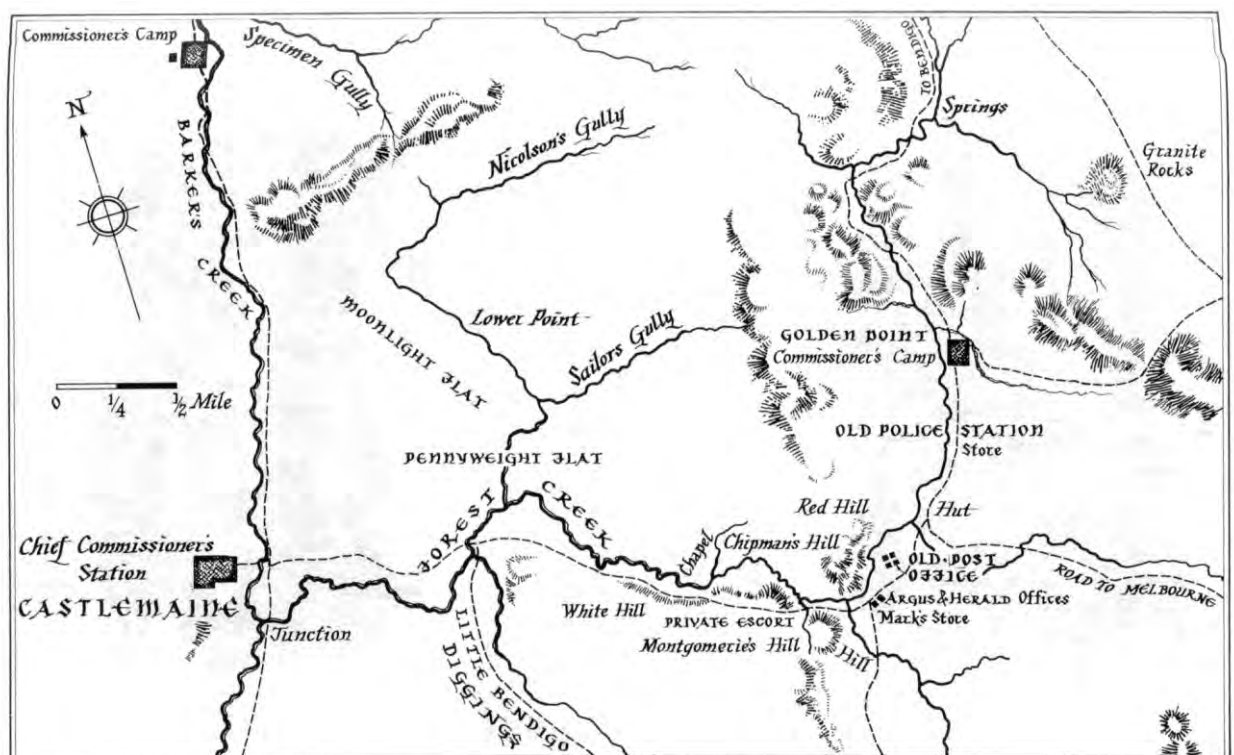 Commissioner's Camp
Specimen Gully
TO BENDIGO
Springs
N
BARKER'S CREEK
Nicolson's Gully
Granite
Rocks
MOONLIGHT FLAT
Lower Point
Sailors Gully
GOLDEN POINT
Commissioner's Camp
0 1/4 1/2 Mile
OLD POLICE STATION
Store
PENNYWEIGHT FLAT
FOREST CREEK
Red Hill
Hut
Chief Commissioner's
Station
CASTLEMAINE
Chapel
Chipman's Hill
OLD POST
OFFICE
ROAD TO MELBOURNE
White Hill
ARGUS & HERALD Offices
Mark's Store
PRIVATE ESCORT
Montgomerie's Hill
Hill
Junction
LITTLE BENDIGO
DIGGINGS